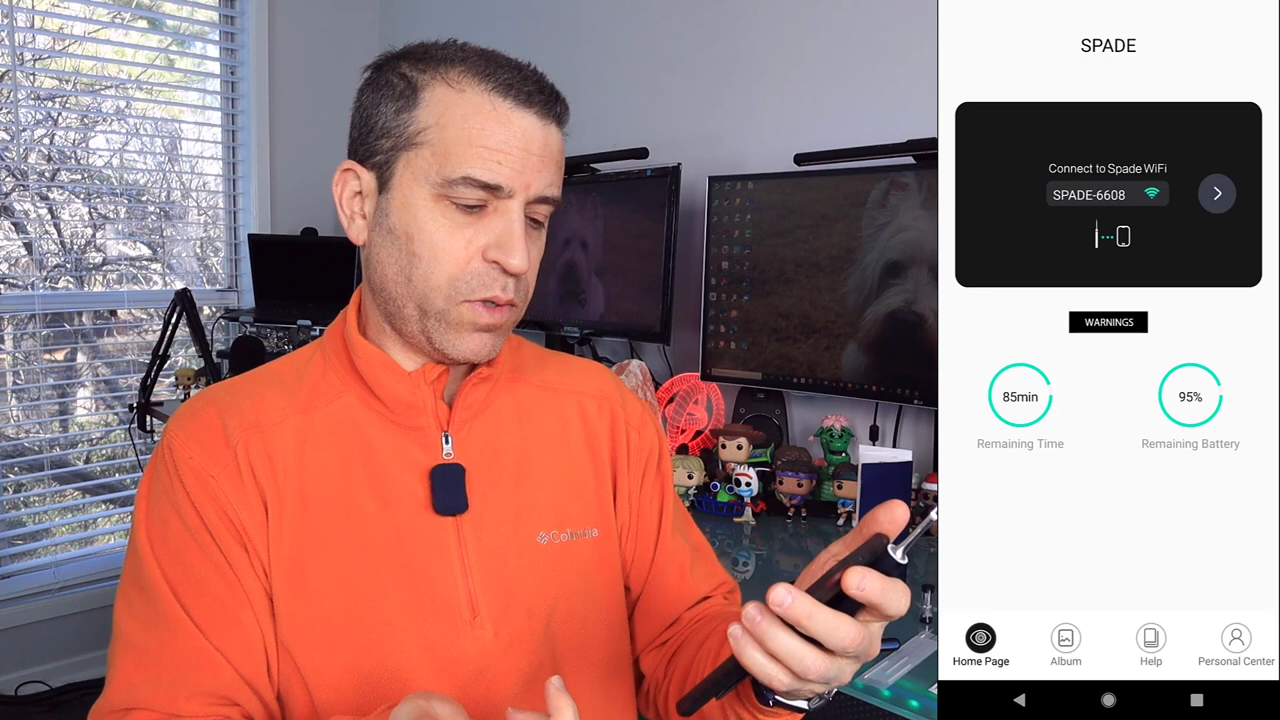 Columbia
SPADE
Connect to Spade WiFi
SPADE-6608
WARNINGS
85min
95%
Remaining Time
Remaining Battery
Home Page
Album
Help
Personal Center